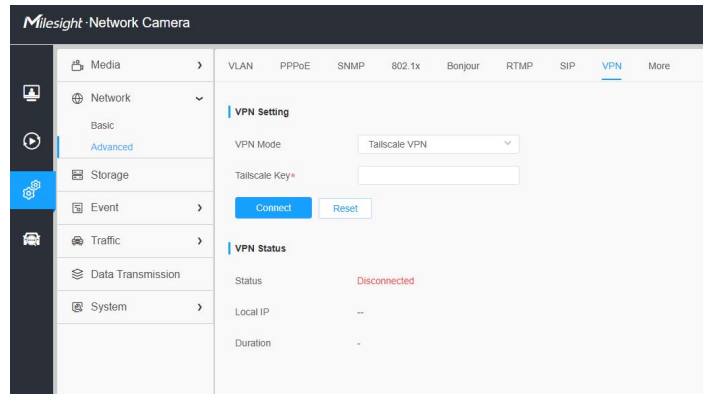 Milesight · Network Camera
Media
Network
Basic
Advanced
Storage
Event
Traffic
Data Transmission
System
VLAN PPPoE SNMP 802.1x Bonjour RTMP SIP VPN More
VPN Setting
VPN Mode Tailscale VPN
Tailscale Key*
Connect Reset
VPN Status
Status Disconnected
Local IP --
Duration -